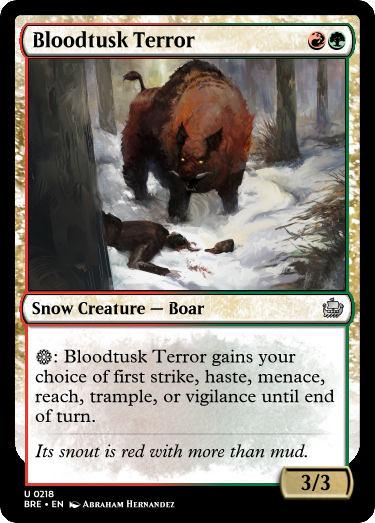 Bloodtusk Terror
Snow Creature — Boar
: Bloodtusk Terror gains your
choice of first strike, haste, menace,
reach, trample, or vigilance until end
of turn.
Its snout is red with more than mud.
3/3
U 0218
BRE • EN Abraham Hernandez